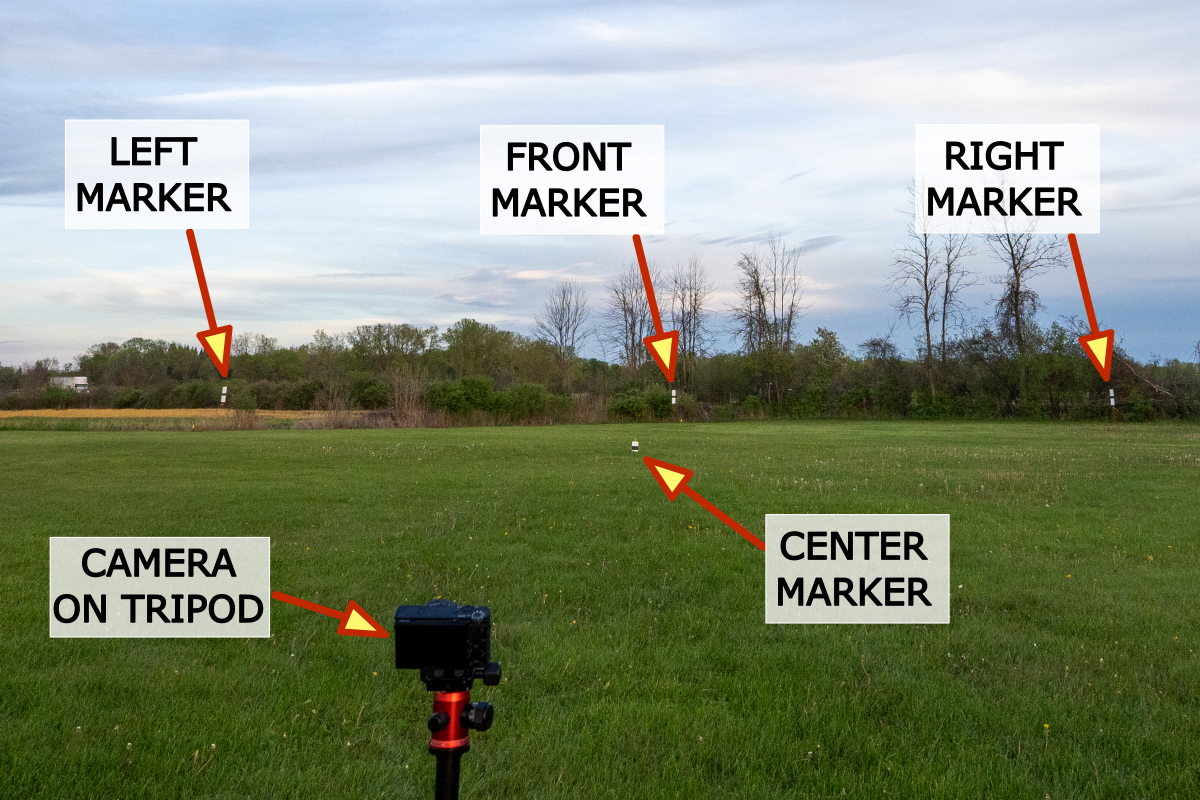 LEFT
MARKER
FRONT
MARKER
RIGHT
MARKER
CENTER
MARKER
CAMERA
ON TRIPOD